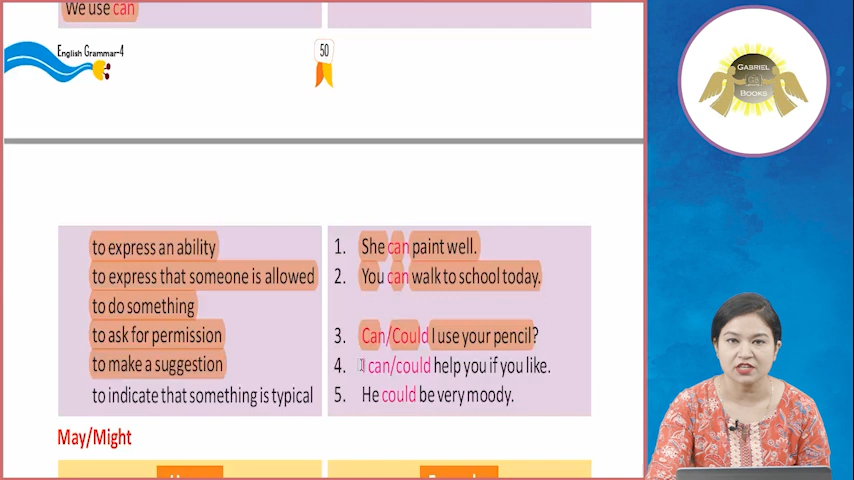 We use can
English Grammar-4
50
GABRIEL
BOOKS
to express an ability
1. She can paint well.
to express that someone is allowed
2. You can walk to school today.
to do something
to ask for permission
3. Can/Could I use your pencil?
to make a suggestion
4. I can/could help you if you like.
to indicate that something is typical
5. He could be very moody.
May/Might